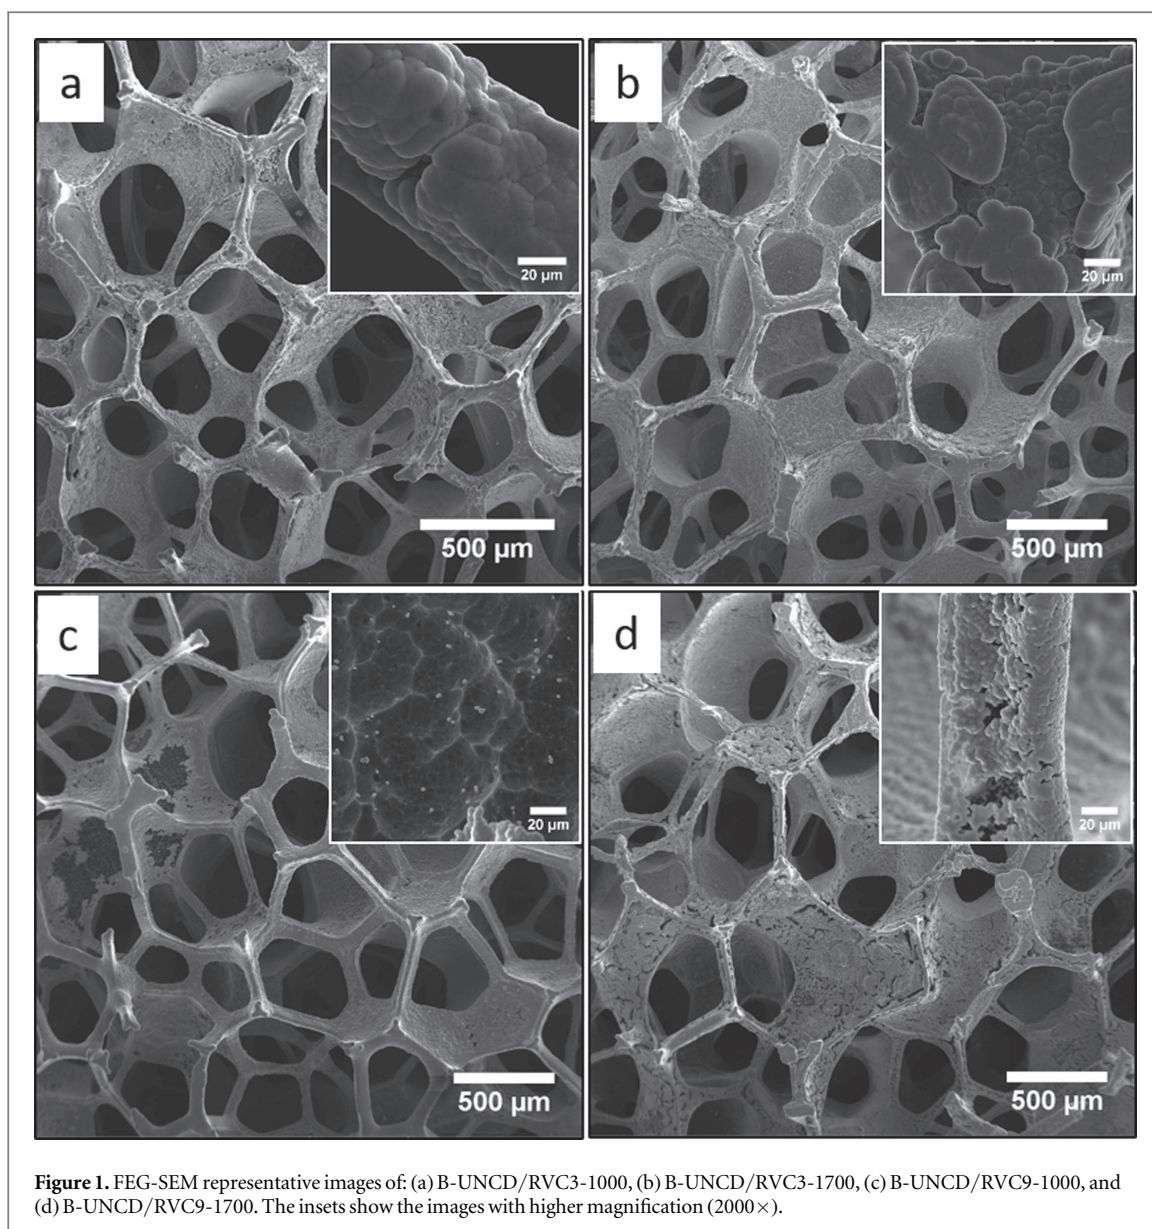 a
20 µm
500 µm
b
20 µm
500 µm
c
20 µm
500 µm
d
20 µm
500 µm
Figure 1. FEG-SEM representative images of: (a) B-UNCD/RVC3-1000, (b) B-UNCD/RVC3-1700, (c) B-UNCD/RVC9-1000, and
(d) B-UNCD/RVC9-1700. The insets show the images with higher magnification (2000×).